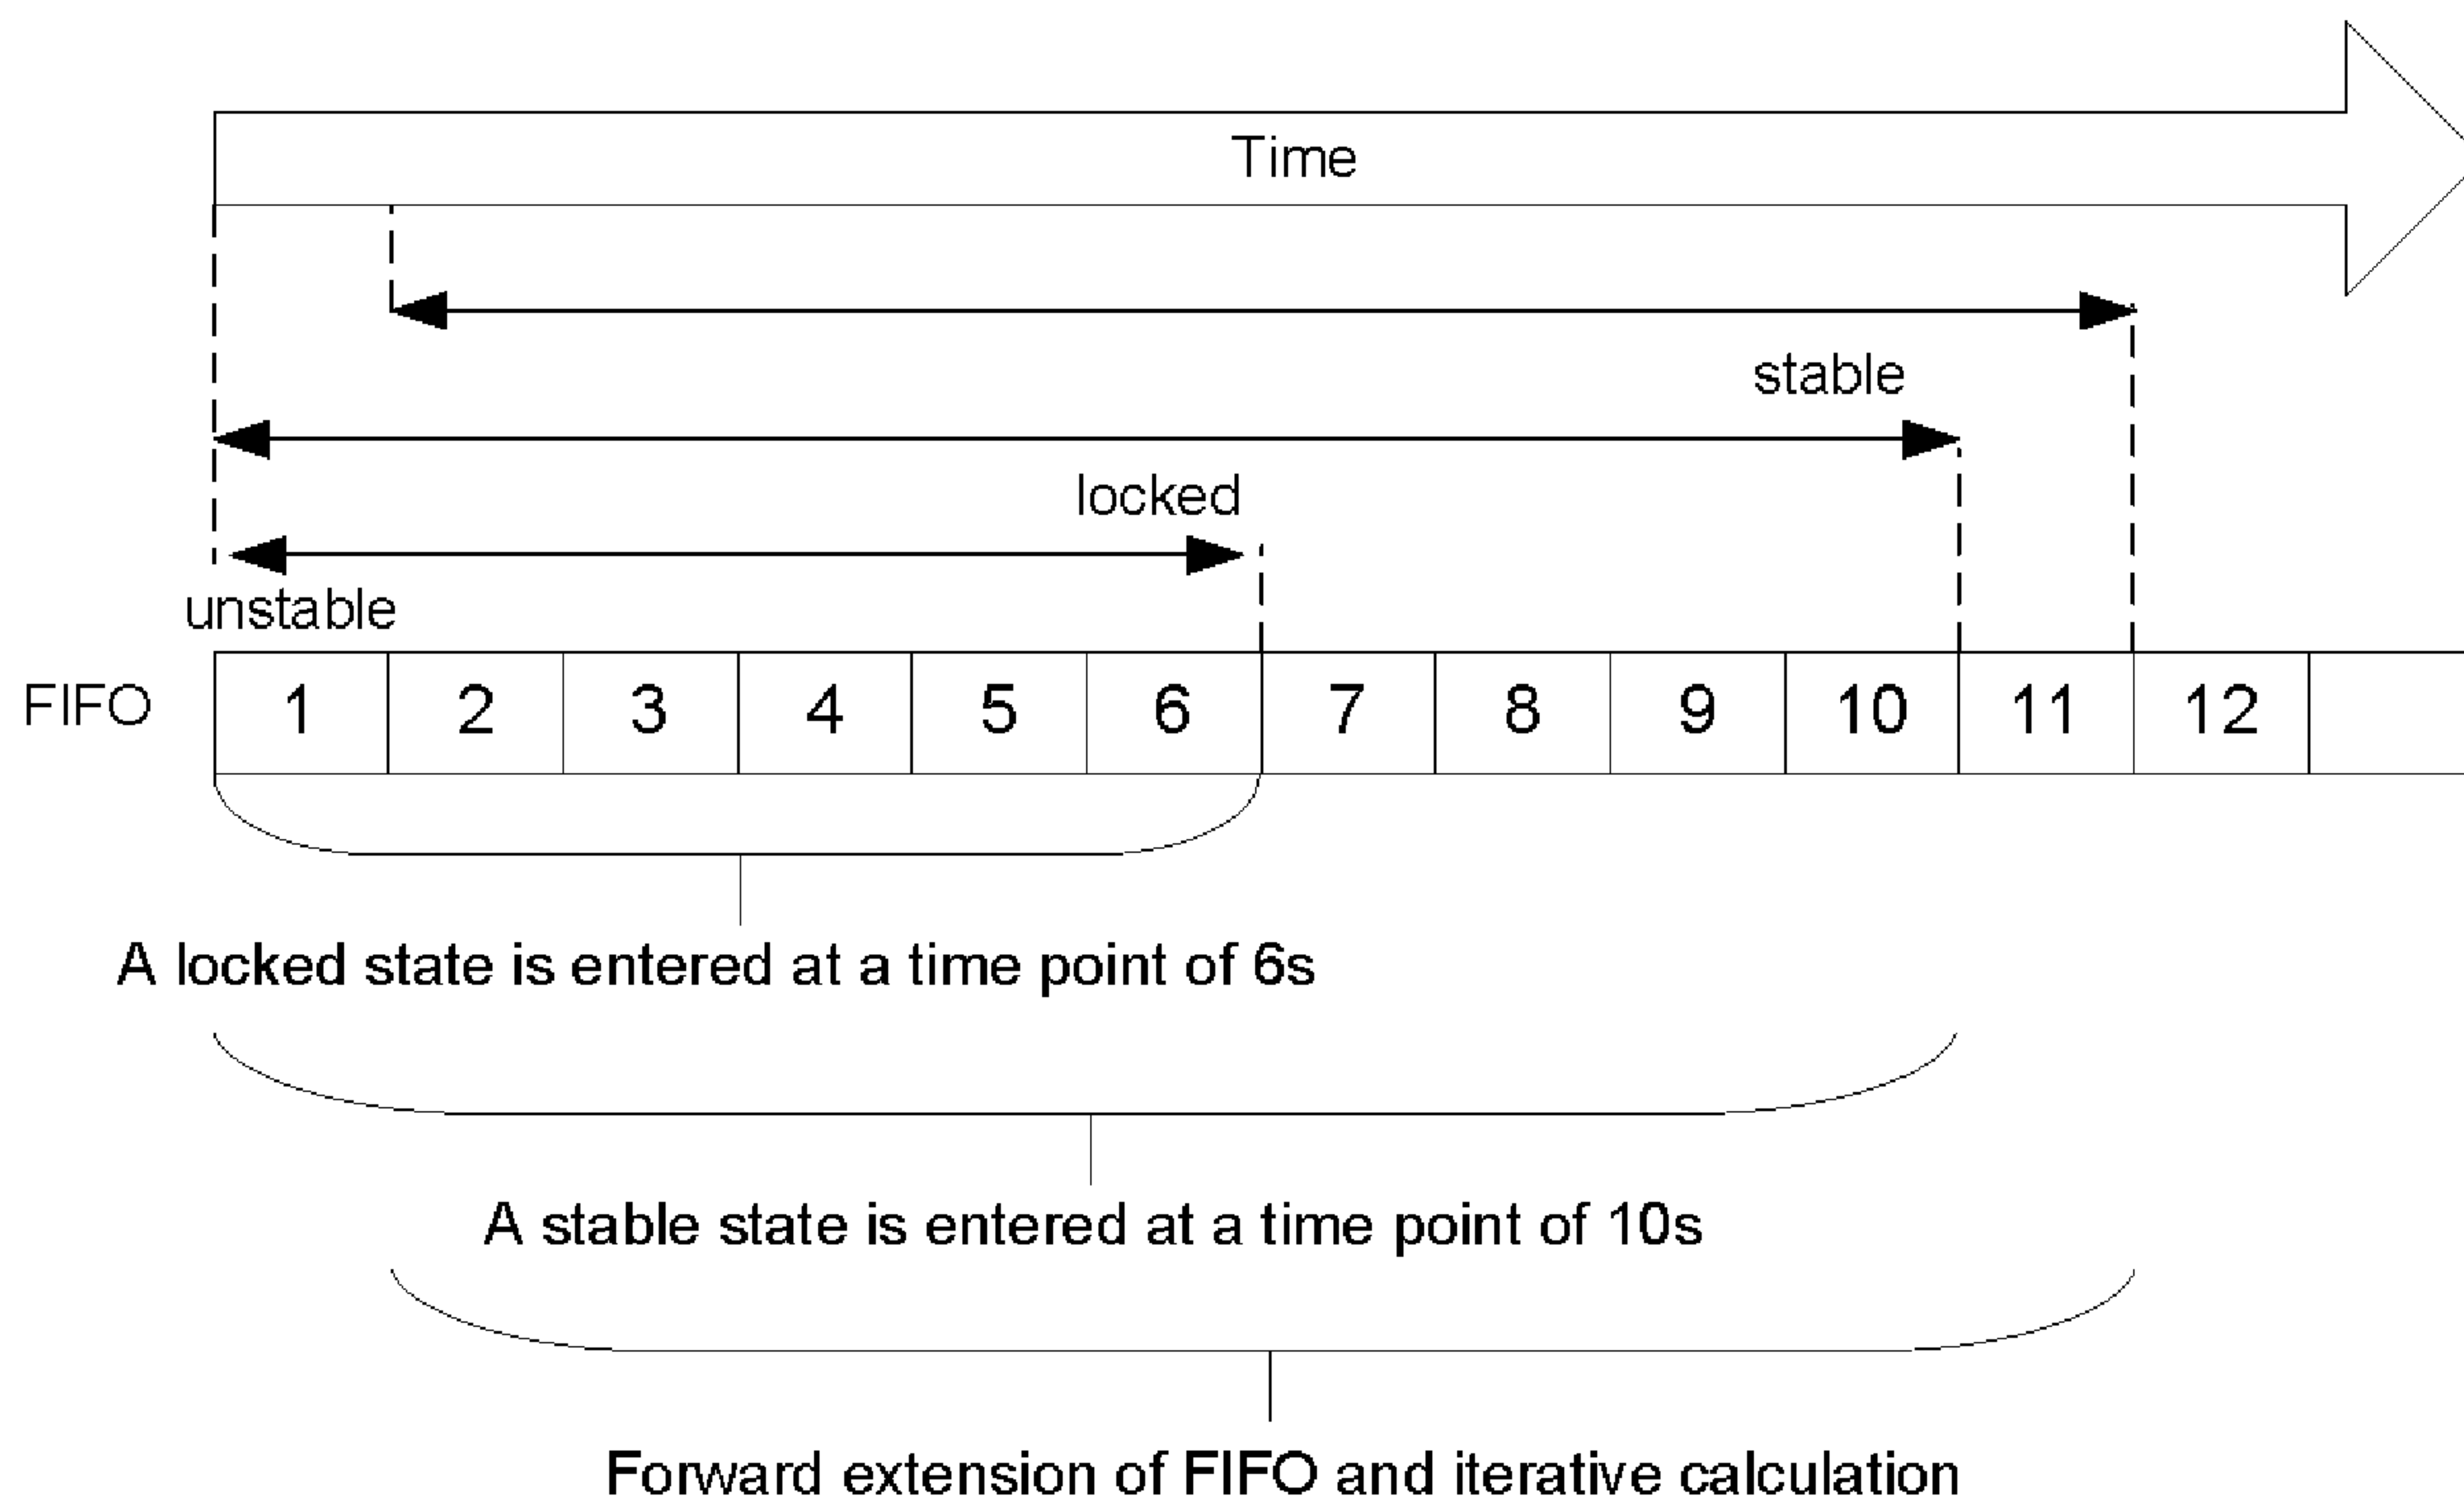 Time
stable
locked
unstable
FIFO 1 2 3 4 5 6 7 8 9 10 11 12
A locked state is entered at a time point of 6s
A stable state is entered at a time point of 10s
Forward extension of FIFO and iterative calculation